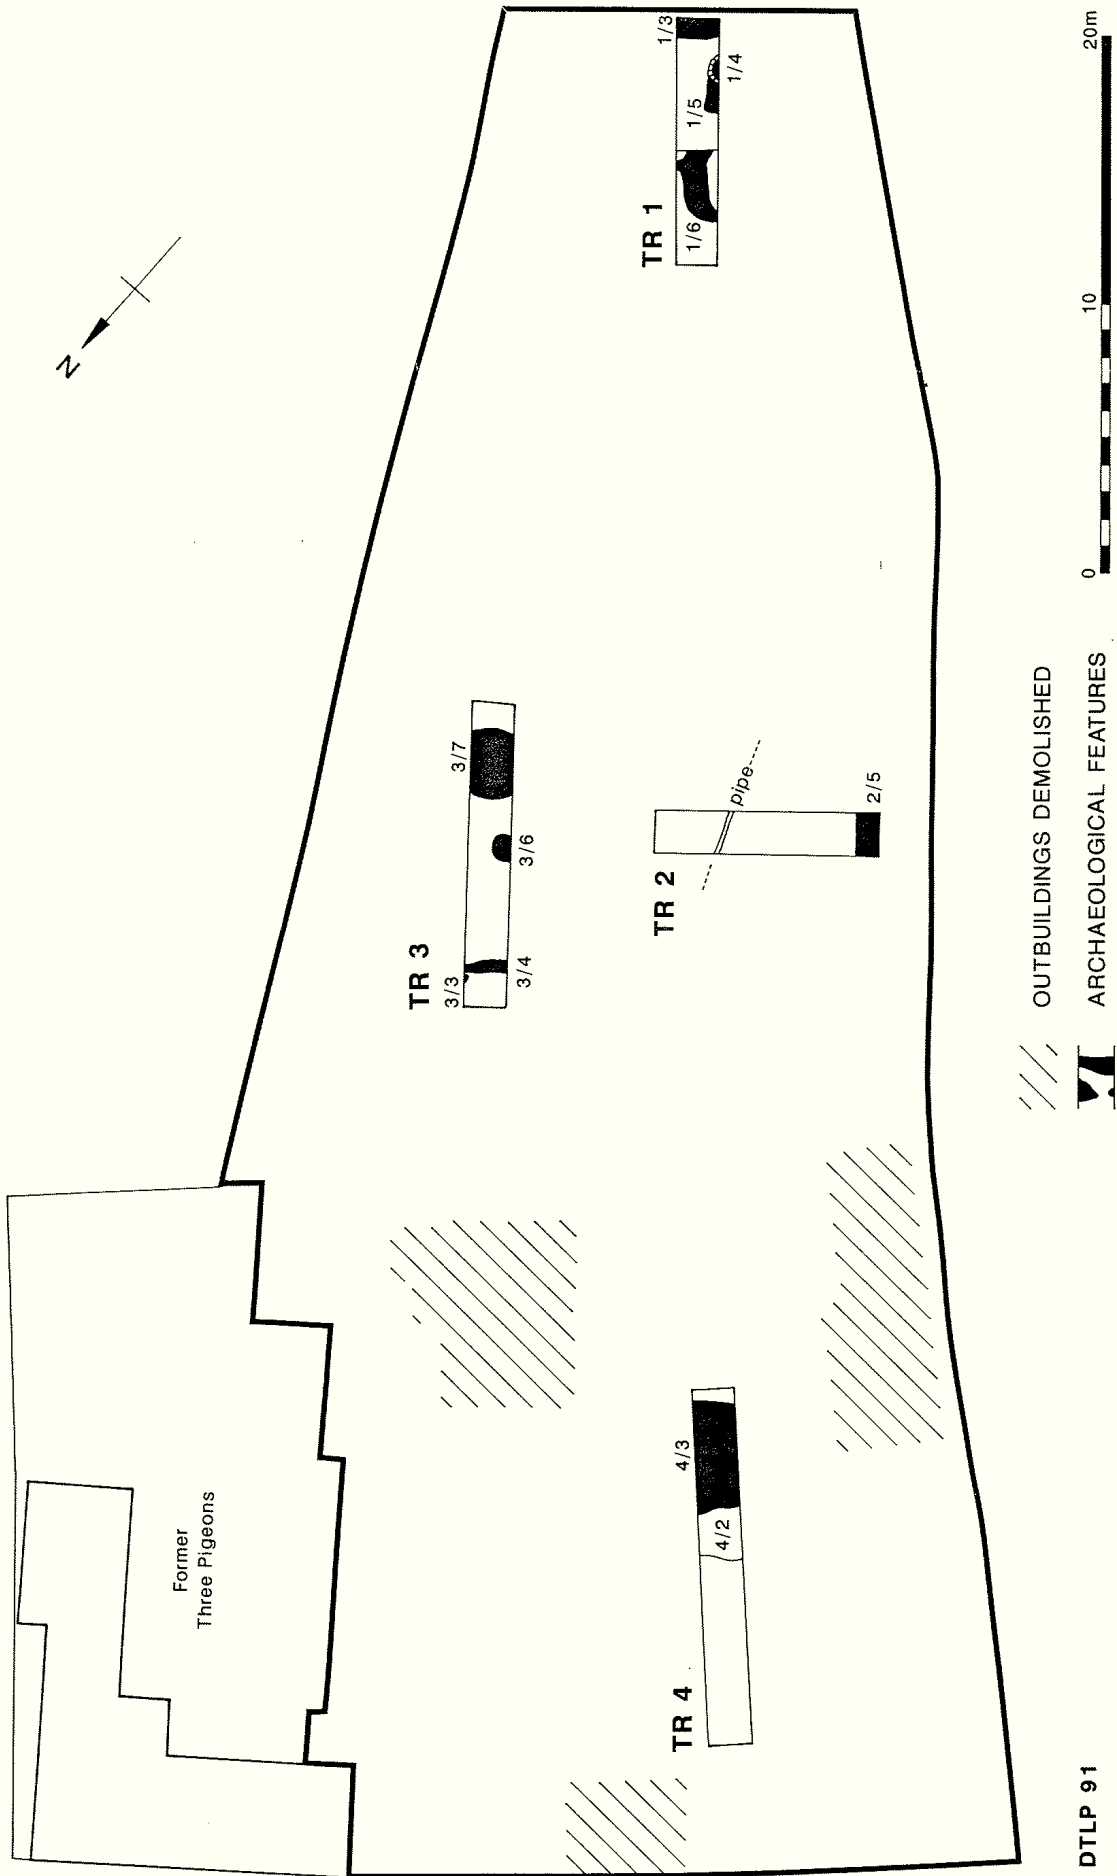 Former
Three Pigeons
N
TR 4
4/2
4/3
TR 3
3/3
3/4
3/6
3/7
TR 2
pipe
2/5
TR 1
1/6
1/5
1/4
1/3
DTLP 91
OUTBUILDINGS DEMOLISHED
ARCHAEOLOGICAL FEATURES
0
10
20m